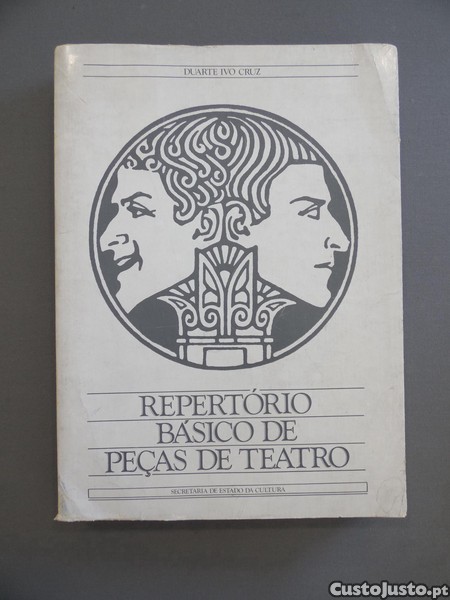 DUARTE IVO CRUZ
REPERTÓRIO
BÁSICO DE
PEÇAS DE TEATRO
SECRETARIA DE ESTADO DA CULTURA
CustoJusto.pt